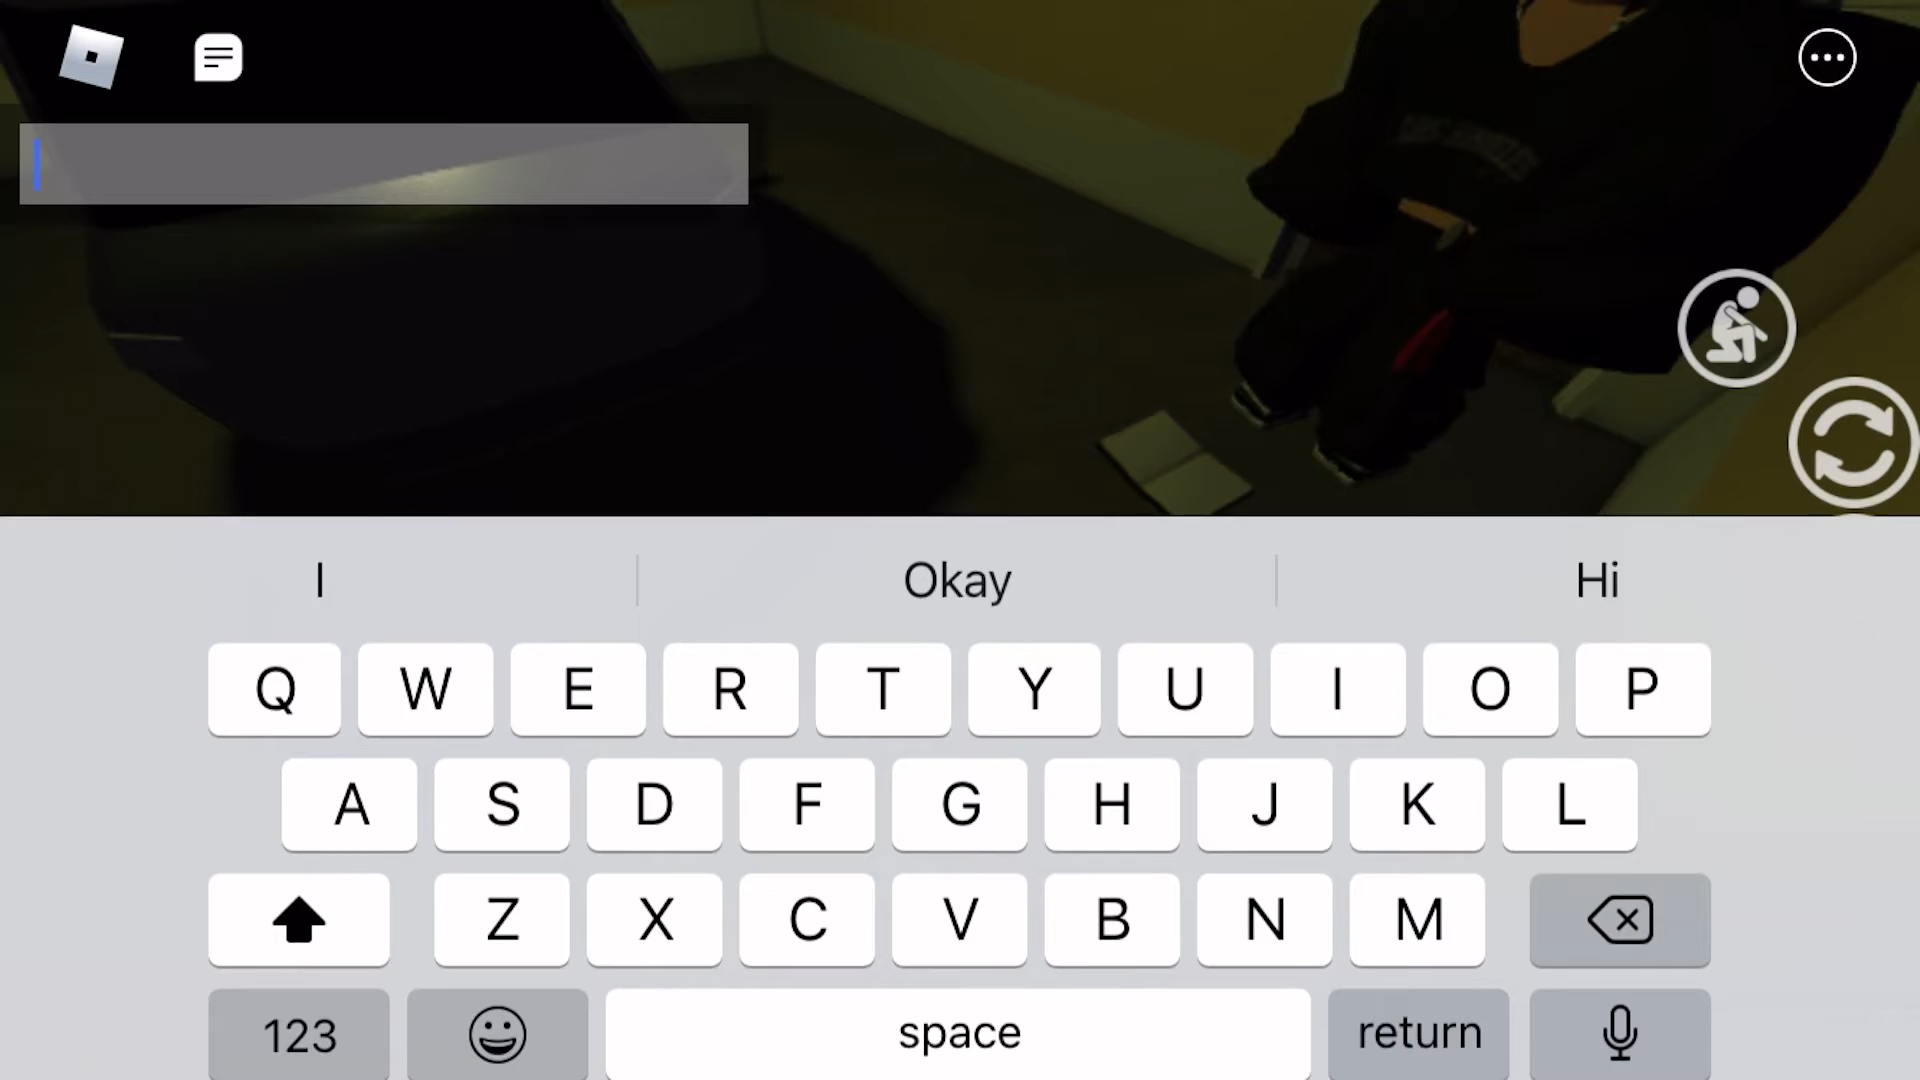 I Okay Hi
Q W E R T Y U I O P
A S D F G H J K L
Z X C V B N M
123 space return